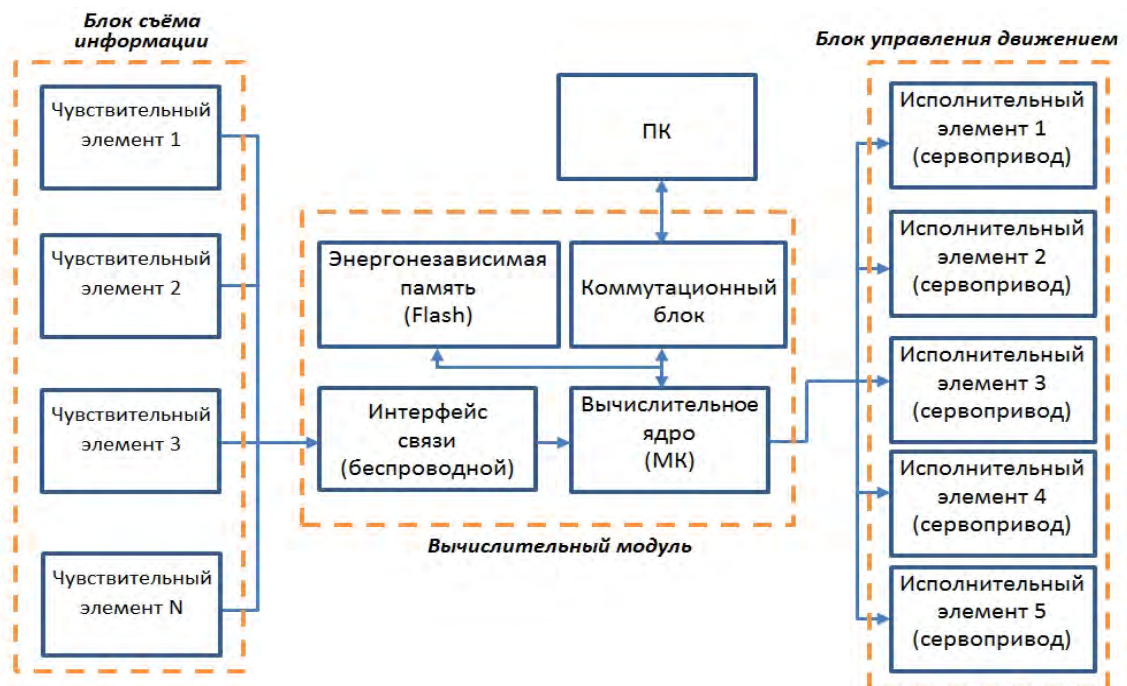 Блок съёма
информации
Чувствительный
элемент 1
Чувствительный
элемент 2
Чувствительный
элемент 3
Чувствительный
элемент N
ПК
Энергонезависимая
память
(Flash)
Коммутационный
блок
Интерфейс
связи
(беспроводной)
Вычислительное
ядро
(МК)
Вычислительный модуль
Блок управления движением
Исполнительный
элемент 1
(сервопривод)
Исполнительный
элемент 2
(сервопривод)
Исполнительный
элемент 3
(сервопривод)
Исполнительный
элемент 4
(сервопривод)
Исполнительный
элемент 5
(сервопривод)